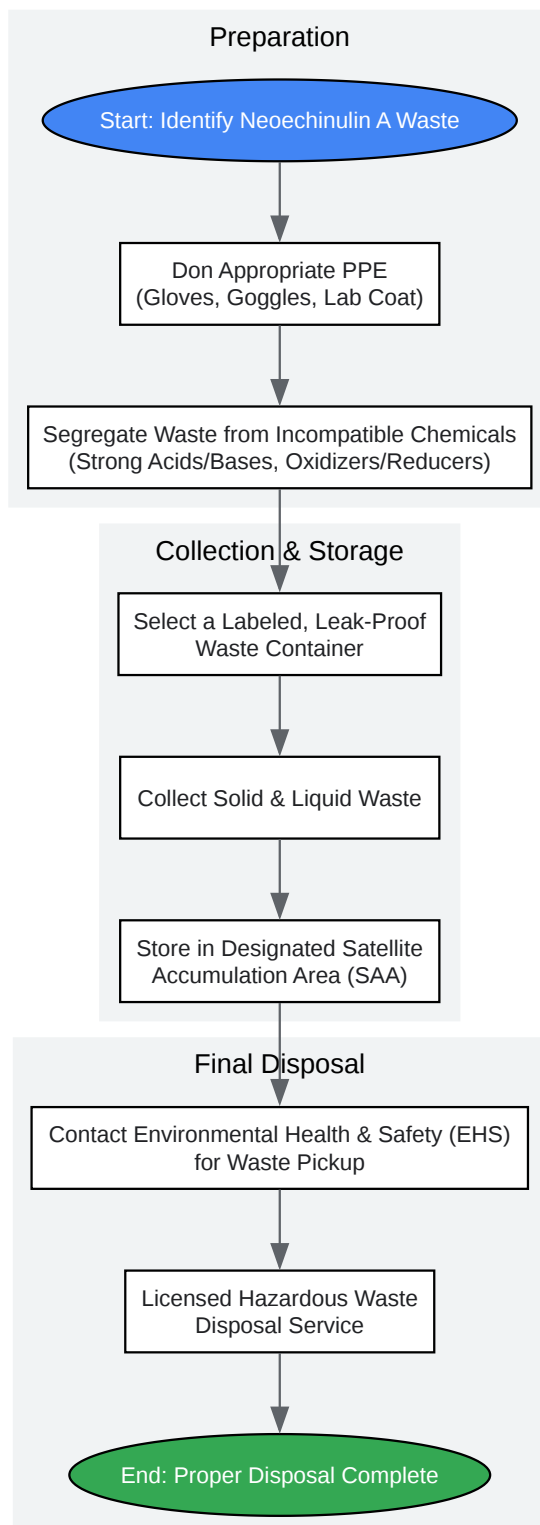 Preparation
Start: Identify Neoechinulin A Waste
Don Appropriate PPE
(Gloves, Goggles, Lab Coat)
Segregate Waste from Incompatible Chemicals
(Strong Acids/Bases, Oxidizers/Reducers)
Collection & Storage
Select a Labeled, Leak-Proof
Waste Container
Collect Solid & Liquid Waste
Store in Designated Satellite
Accumulation Area (SAA)
Final Disposal
Contact Environmental Health & Safety (EHS)
for Waste Pickup
Licensed Hazardous Waste
Disposal Service
End: Proper Disposal Complete